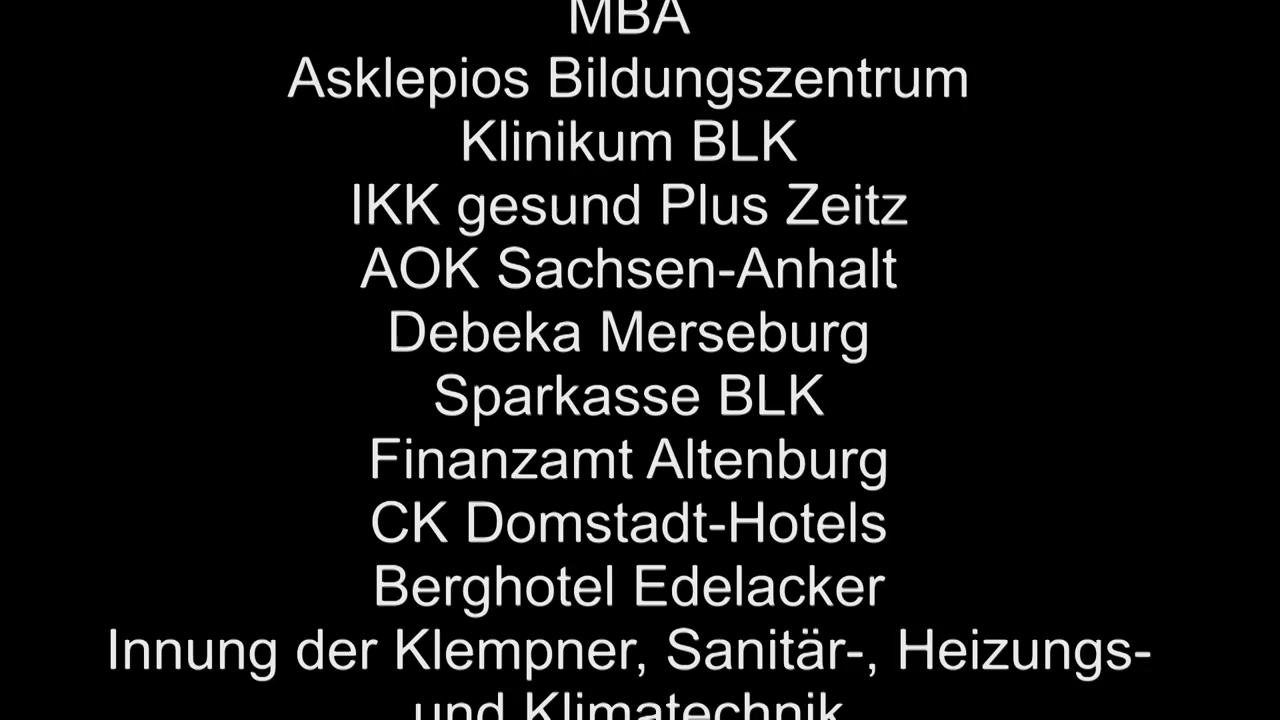 MBA
Asklepios Bildungszentrum
Klinikum BLK
IKK gesund Plus Zeitz
AOK Sachsen-Anhalt
Debeka Merseburg
Sparkasse BLK
Finanzamt Altenburg
CK Domstadt-Hotels
Berghotel Edelacker
Innung der Klempner, Sanitär-, Heizungs-
und Klimatechnik